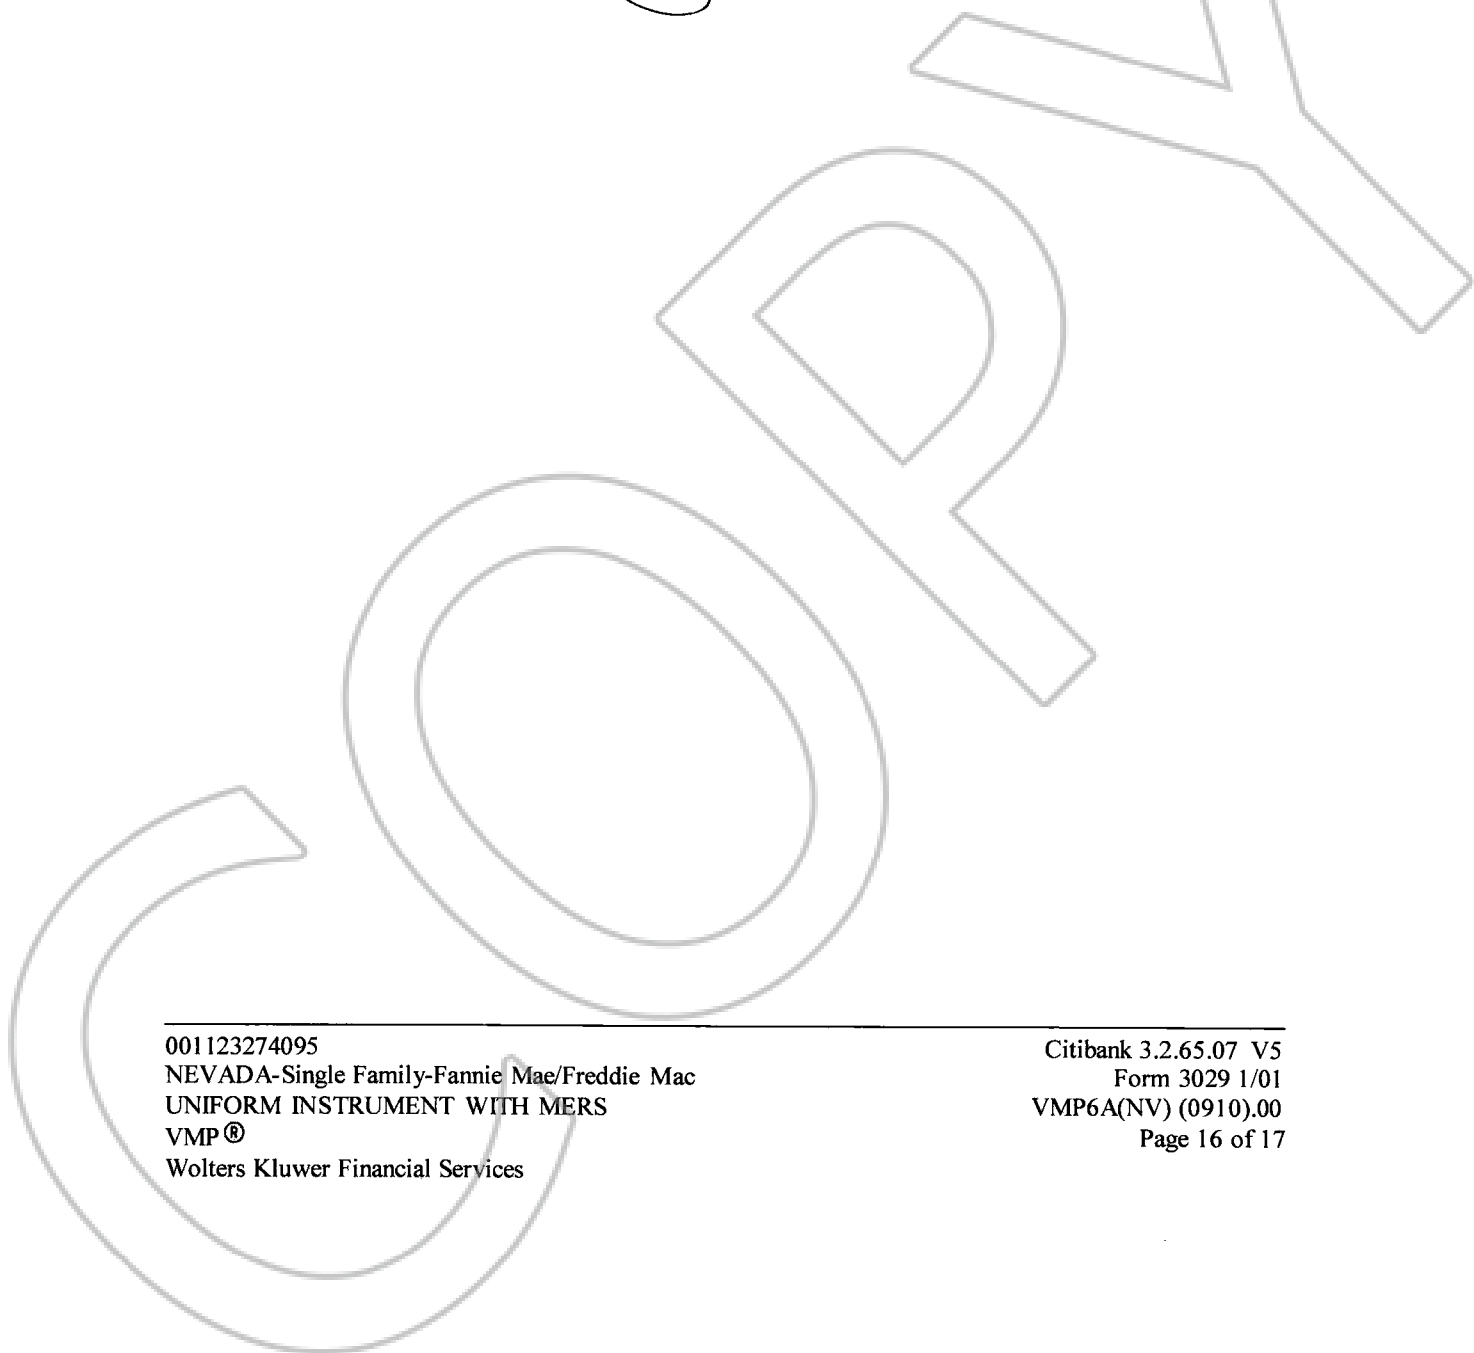 COPY
001123274095
NEVADA-Single Family-Fannie Mae/Freddie Mac
UNIFORM INSTRUMENT WITH MERS
VMP ®
Wolters Kluwer Financial Services
Citibank 3.2.65.07 V5
Form 3029 1/01
VMP6A(NV) (0910).00
Page 16 of 17